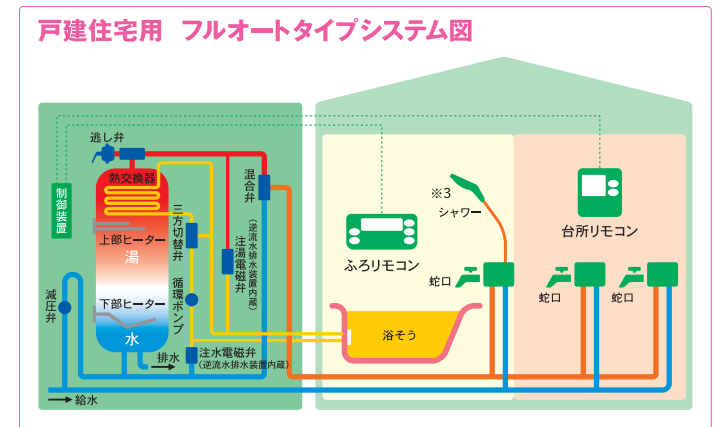 戸建住宅用　フルオートタイプシステム図
逃し弁
熱交換器
制御装置
上部ヒーター
湯
下部ヒーター
水
減圧弁
三方切替弁
循環ポンプ
注湯電磁弁
（逆流水排水装置内蔵）
混合弁
排水
注水電磁弁
（逆流水排水装置内蔵）
給水
※3
シャワー
ふろリモコン
台所リモコン
蛇口
蛇口
蛇口
浴そう